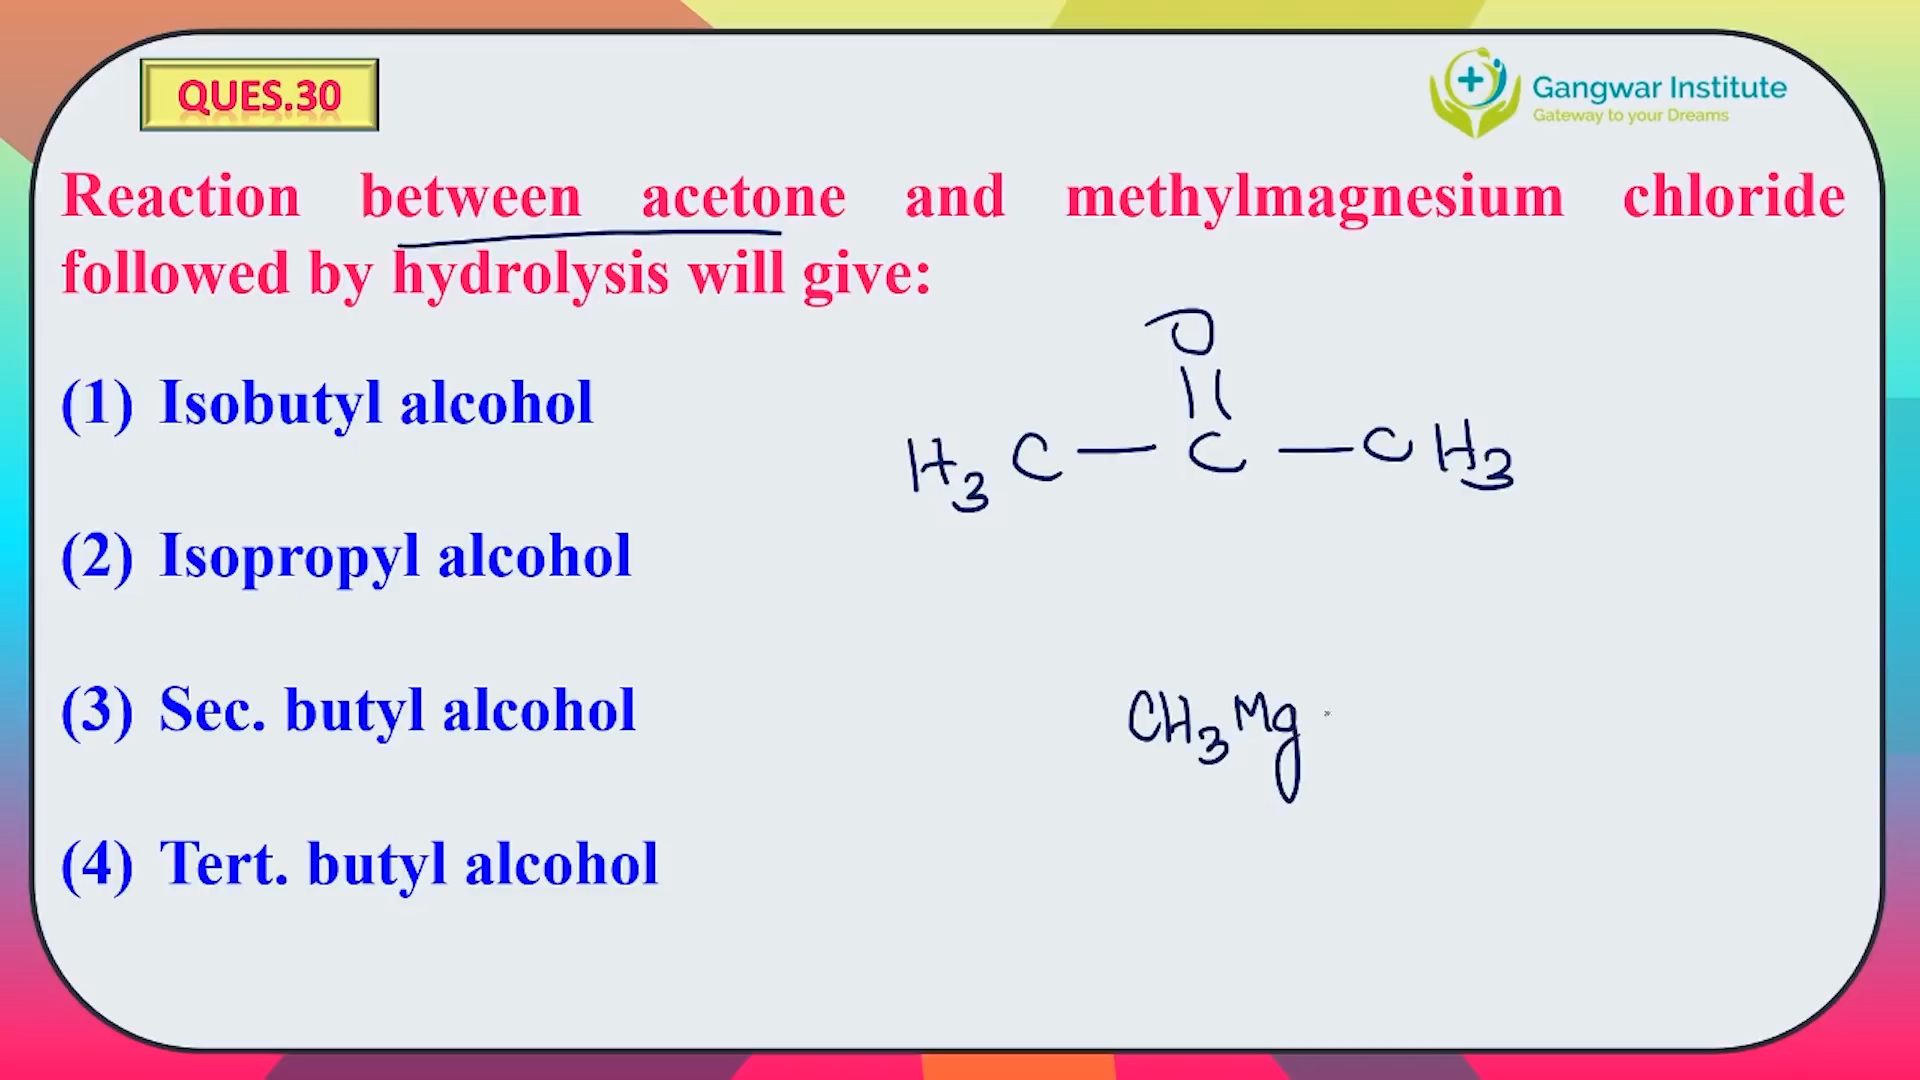 QUES.30
Gangwar Institute
Gateway to your Dreams
Reaction between acetone and methylmagnesium chloride
followed by hydrolysis will give:
(1) Isobutyl alcohol
(2) Isopropyl alcohol
(3) Sec. butyl alcohol
(4) Tert. butyl alcohol
O
||
H3C — C — CH3
CH3Mg